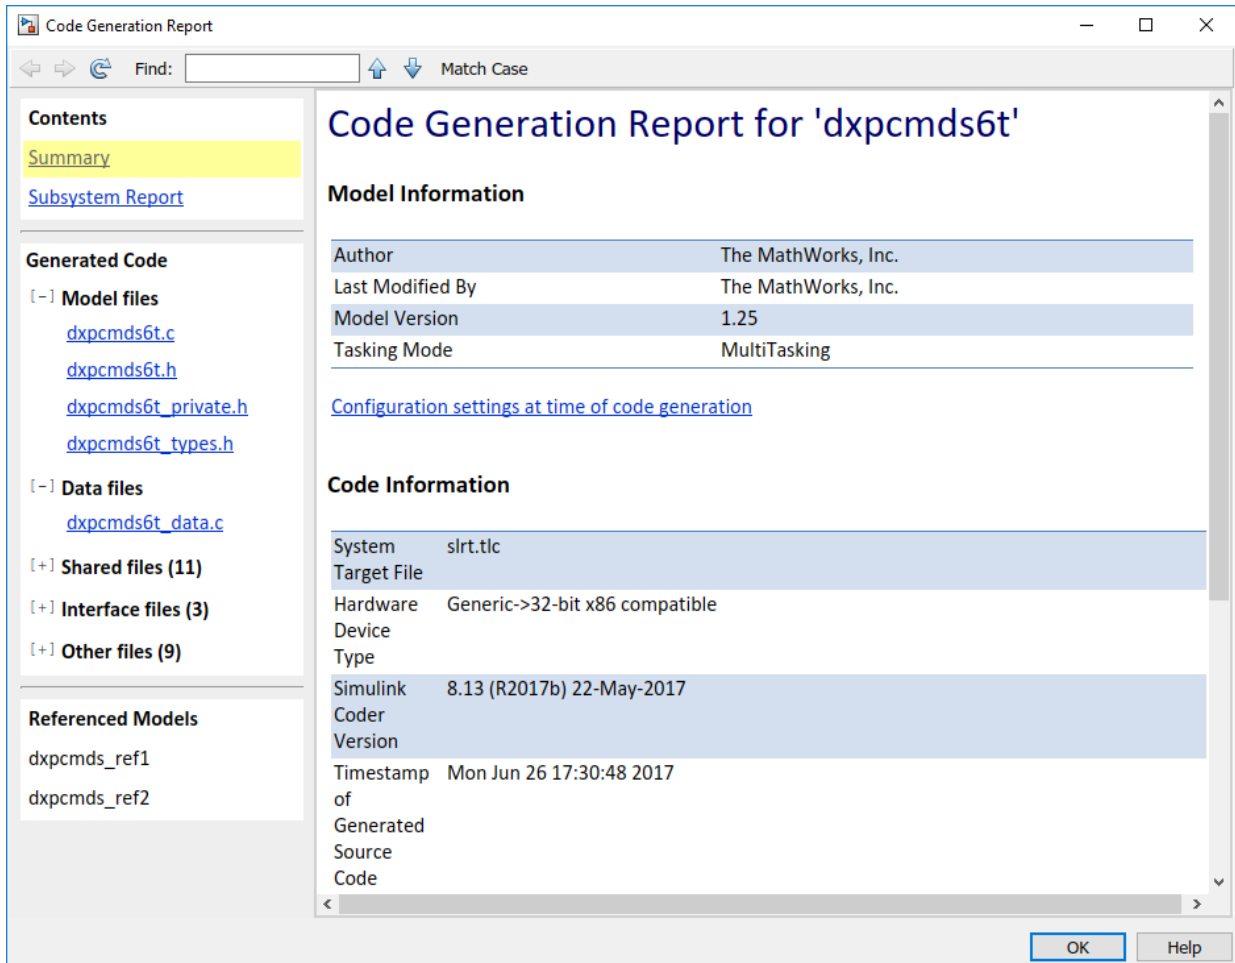 Code Generation Report
Find:
Match Case
Contents
Summary
Subsystem Report
Generated Code
[-] Model files
dxpcmds6t.c
dxpcmds6t.h
dxpcmds6t_private.h
dxpcmds6t_types.h
[-] Data files
dxpcmds6t_data.c
[+] Shared files (11)
[+] Interface files (3)
[+] Other files (9)
Referenced Models
dxpcmds_ref1
dxpcmds_ref2
Code Generation Report for 'dxpcmds6t'
Model Information
Author The MathWorks, Inc.
Last Modified By The MathWorks, Inc.
Model Version 1.25
Tasking Mode MultiTasking
Configuration settings at time of code generation
Code Information
System slrt.tlc
Target File
Hardware Generic->32-bit x86 compatible
Device
Type
Simulink 8.13 (R2017b) 22-May-2017
Coder
Version
Timestamp Mon Jun 26 17:30:48 2017
of
Generated
Source
Code
OK
Help